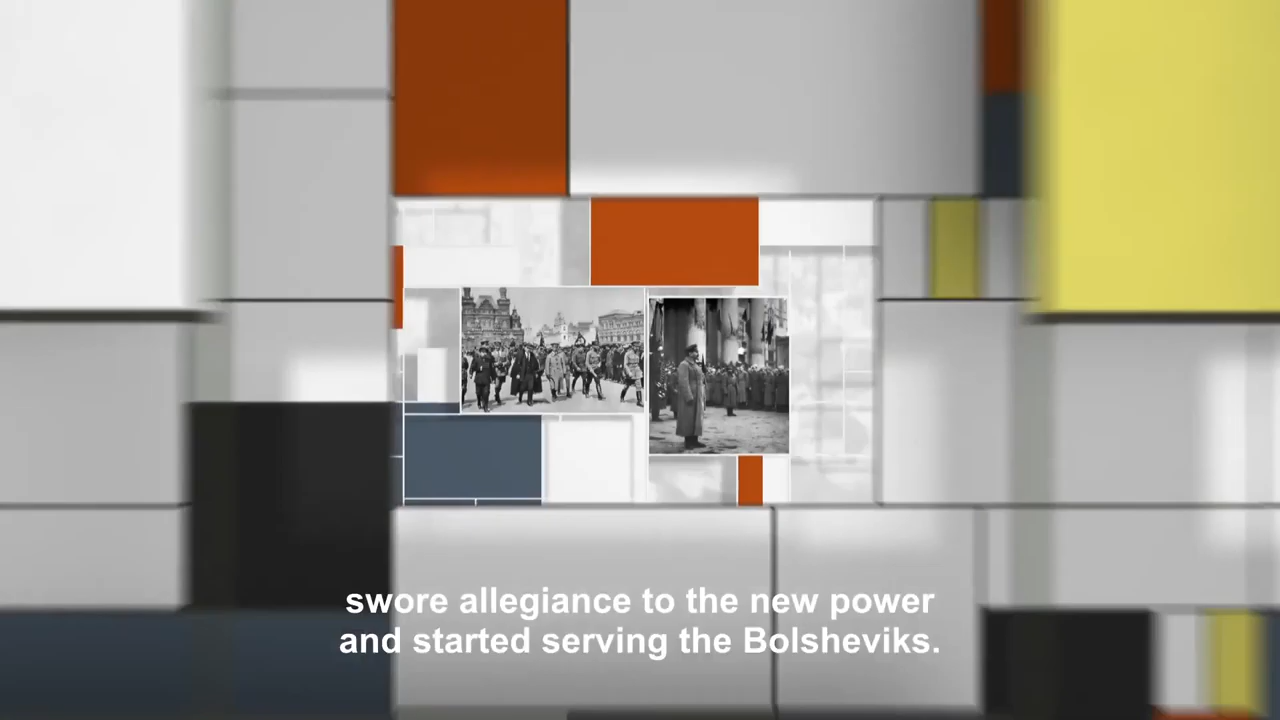 swore allegiance to the new power
and started serving the Bolsheviks.